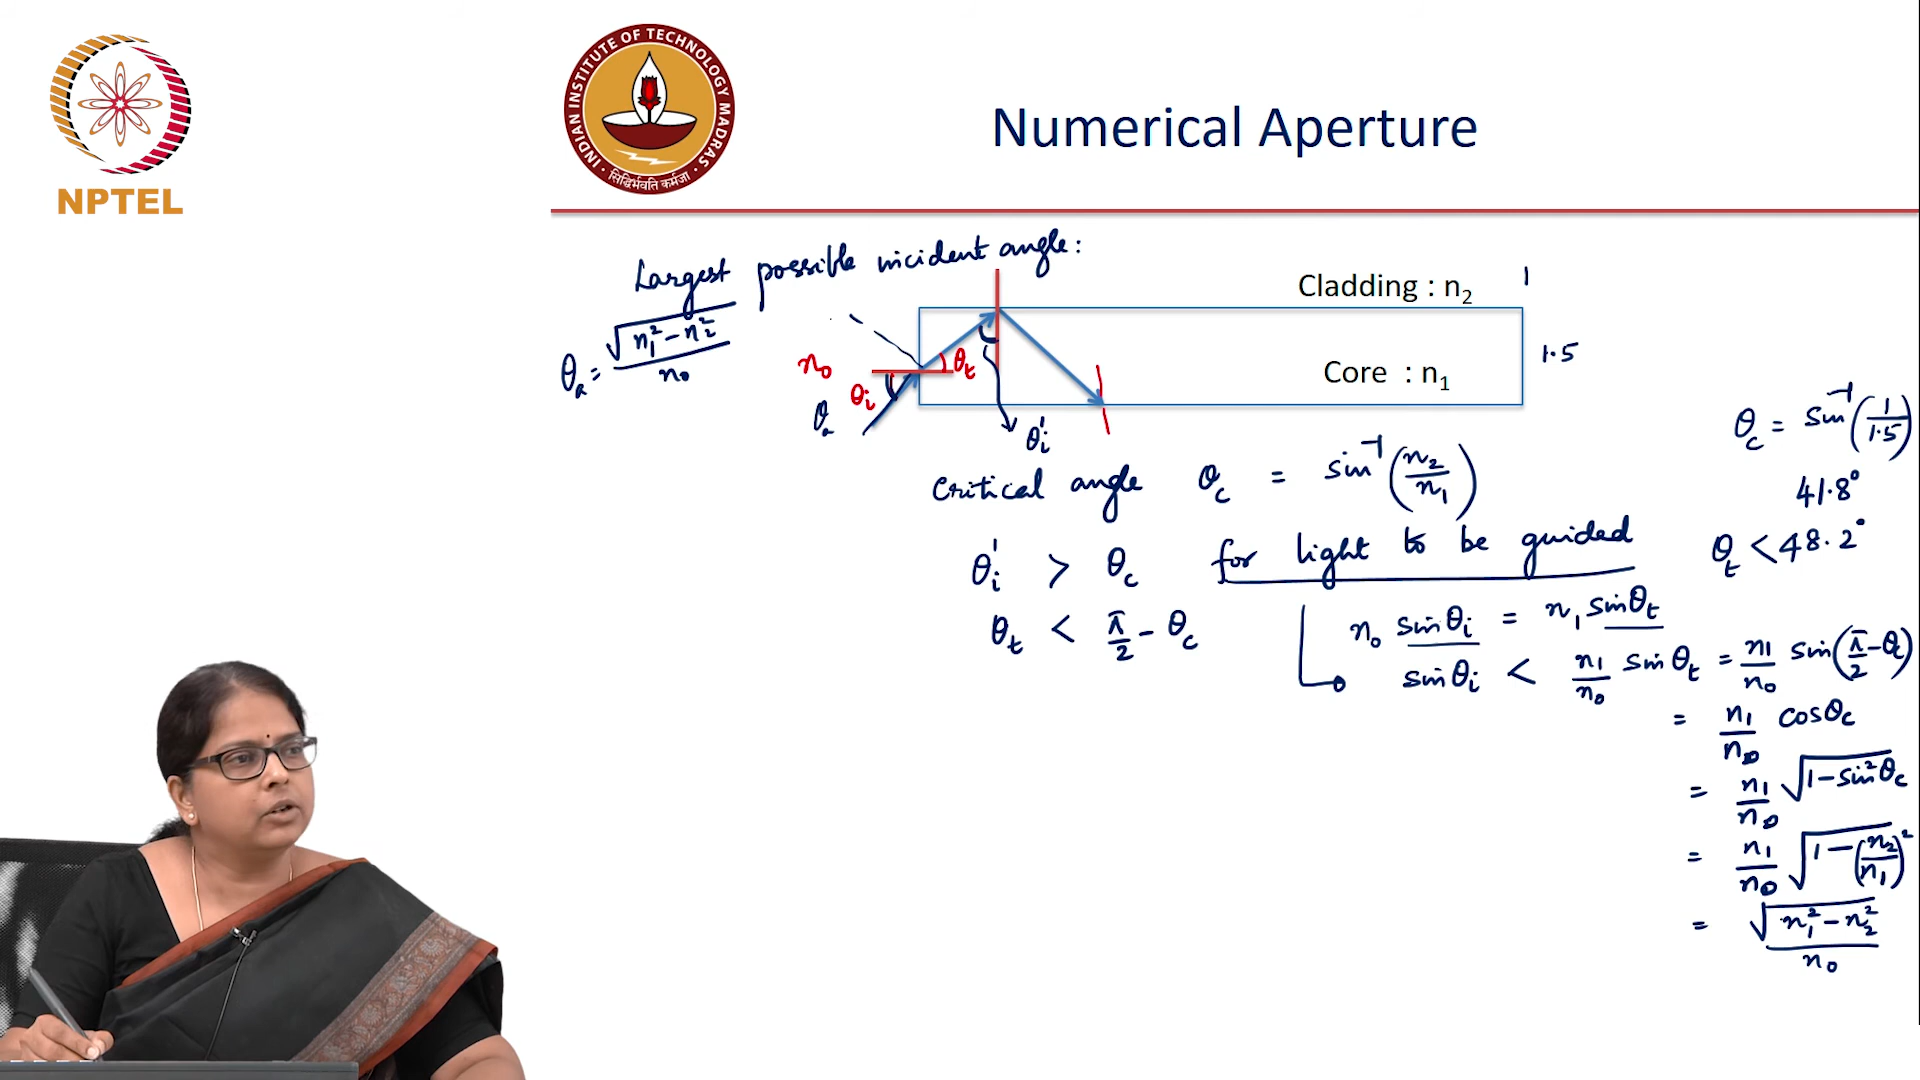 NPTEL
INDIAN INSTITUTE OF TECHNOLOGY MADRAS
सिद्धिर्भवति कर्मजा
Numerical Aperture
Largest possible incident angle:
θa = √(n₁² − n₂²) / n₀
Cladding : n₂
1
n₀
θt
θi
θa
θi'
Core : n₁
1.5
θc = sin⁻¹(1/1.5)
41.8°
θt < 48.2°
Critical angle θc = sin⁻¹(n₂/n₁)
θi' > θc for light to be guided
θt < π/2 − θc
n₀ sinθi = n₁ sinθt
sinθi < n₁/n₀ sinθt = n₁/n₀ sin(π/2 − θc)
= n₁/n₀ cosθc
= n₁/n₀ √(1 − sin²θc)
= n₁/n₀ √(1 − (n₂/n₁)²)
= √(n₁² − n₂²) / n₀